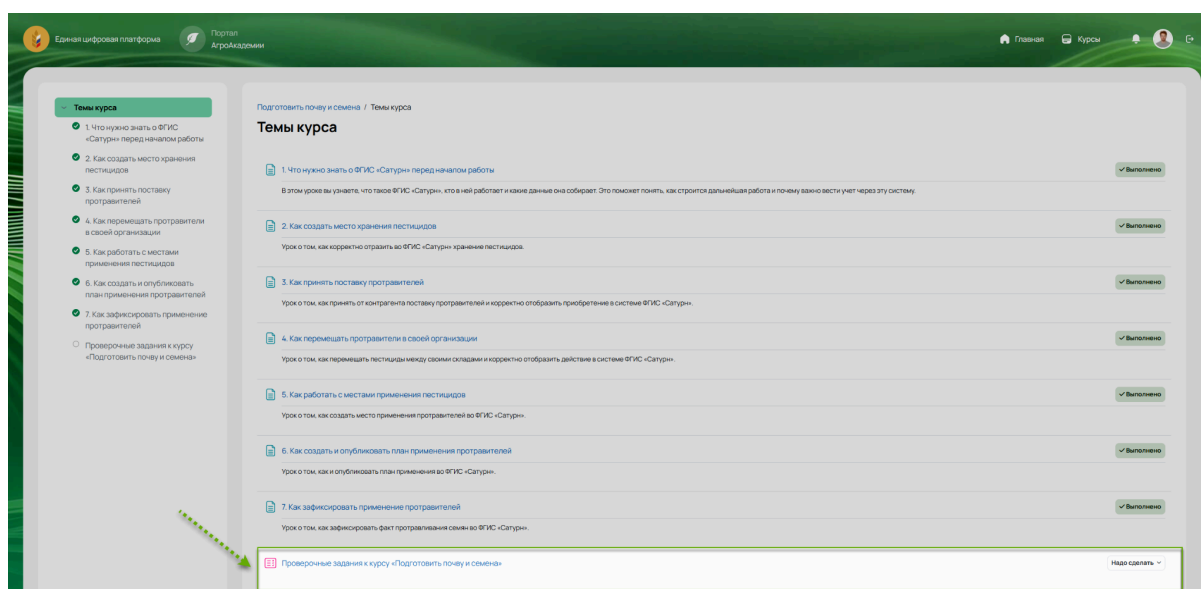 Единая цифровая платформа
Портал
АгроАкадемии
Главная
Курсы
Темы курса
1. Что нужно знать о ФГИС
«Сатурн» перед началом работы
2. Как создать место хранения
пестицидов
3. Как принять поставку
протравителей
4. Как перемещать протравители
в своей организации
5. Как работать с местами
применения пестицидов
6. Как создать и опубликовать
план применения протравителей
7. Как зафиксировать применение
протравителей
Проверочные задания к курсу
«Подготовить почву и семена»
Подготовить почву и семена / Темы курса
Темы курса
1. Что нужно знать о ФГИС «Сатурн» перед началом работы
Выполнено
В этом уроке вы узнаете, что такое ФГИС «Сатурн», кто в ней работает и какие данные она собирает. Это поможет понять, как строится дальнейшая работа и почему важно вести учет через эту систему.
2. Как создать место хранения пестицидов
Выполнено
Урок о том, как корректно отразить во ФГИС «Сатурн» хранение пестицидов.
3. Как принять поставку протравителей
Выполнено
Урок о том, как принять от контрагента поставку протравителей и корректно отобразить приобретение в системе ФГИС «Сатурн».
4. Как перемещать протравители в своей организации
Выполнено
Урок о том, как перемещать пестициды между своими складами и корректно отобразить действие в системе ФГИС «Сатурн».
5. Как работать с местами применения пестицидов
Выполнено
Урок о том, как создать место применения протравителей во ФГИС «Сатурн».
6. Как создать и опубликовать план применения протравителей
Выполнено
Урок о том, как и опубликовать план применения во ФГИС «Сатурн».
7. Как зафиксировать применение протравителей
Выполнено
Урок о том, как зафиксировать факт протравливания семян во ФГИС «Сатурн».
Проверочные задания к курсу «Подготовить почву и семена»
Надо сделать